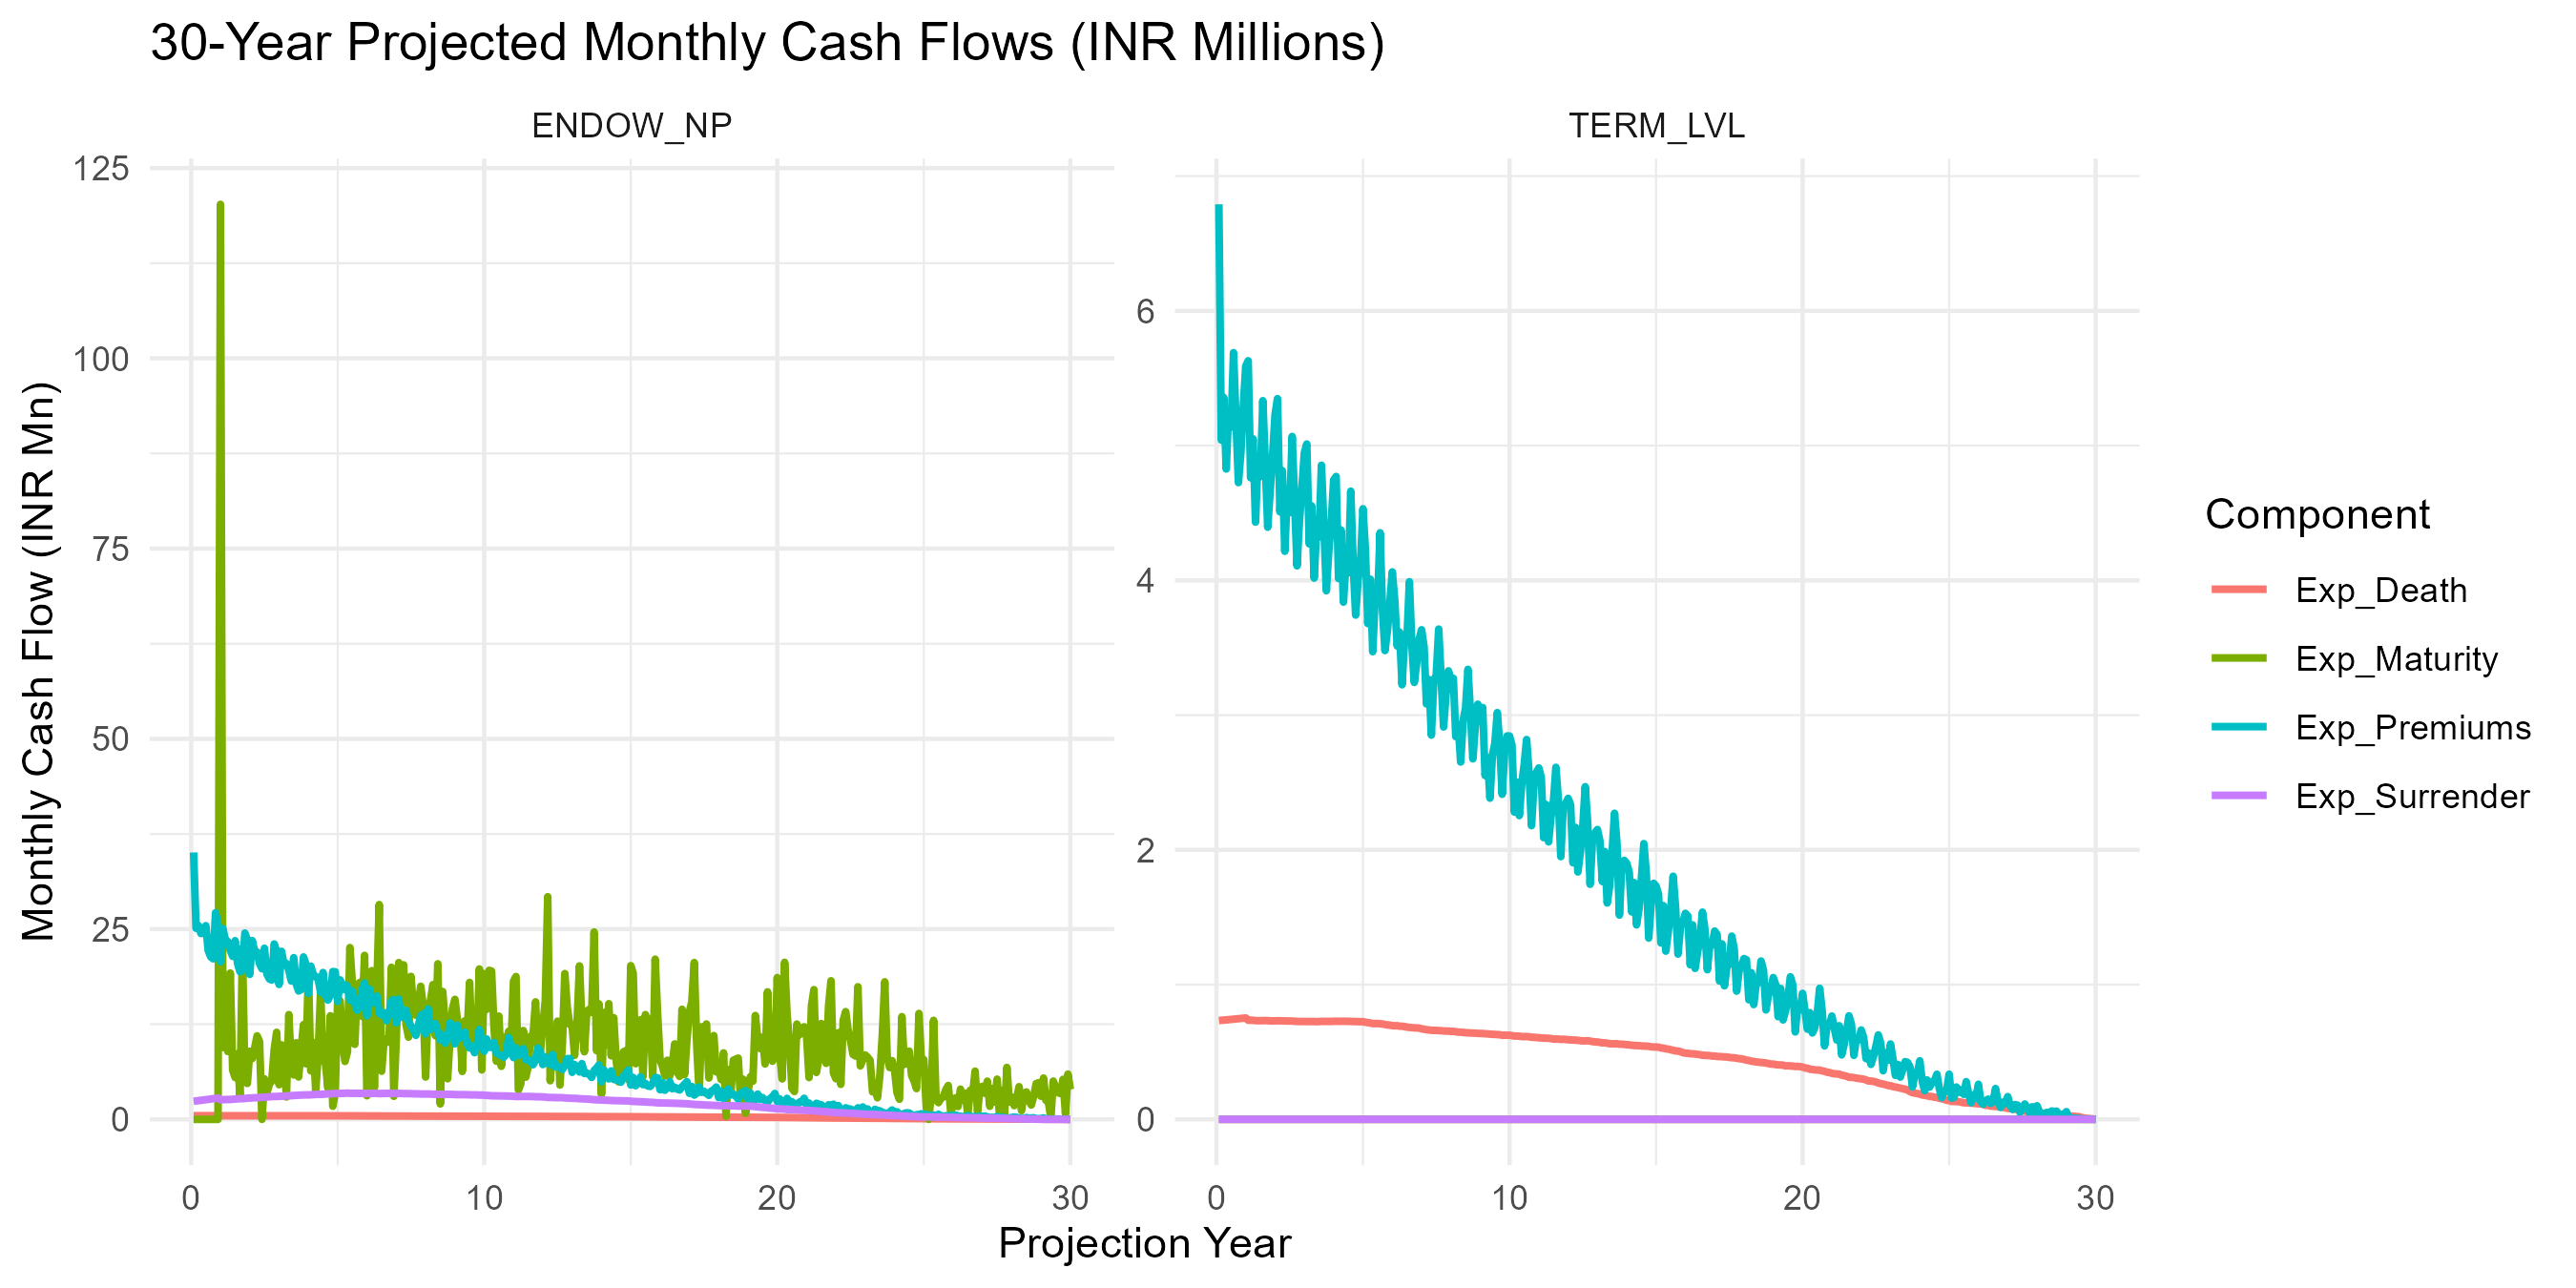 30-Year Projected Monthly Cash Flows (INR Millions)
ENDOW_NP
TERM_LVL
Monthly Cash Flow (INR Mn)
125
100
75
50
25
0
6
4
2
0
0
10
20
30
0
10
20
30
Projection Year
Component
Exp_Death
Exp_Maturity
Exp_Premiums
Exp_Surrender